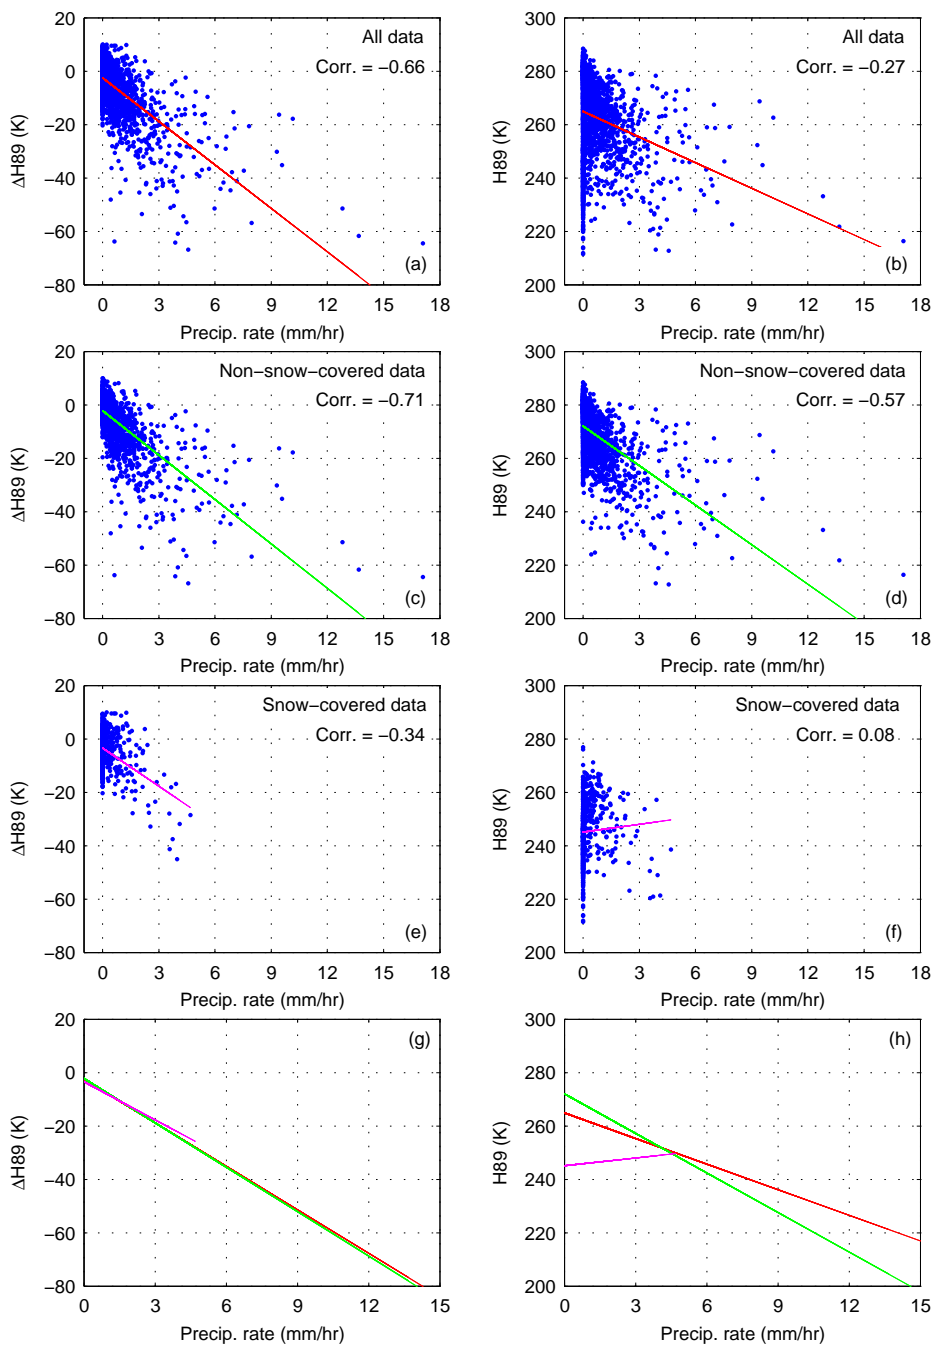 20
0
−20
−40
−60
−80
ΔH89 (K)
All data
Corr. = −0.66
(a)
0 3 6 9 12 15 18
Precip. rate (mm/hr)
300
280
260
240
220
200
H89 (K)
All data
Corr. = −0.27
(b)
0 3 6 9 12 15 18
Precip. rate (mm/hr)
20
0
−20
−40
−60
−80
ΔH89 (K)
Non−snow−covered data
Corr. = −0.71
(c)
0 3 6 9 12 15 18
Precip. rate (mm/hr)
300
280
260
240
220
200
H89 (K)
Non−snow−covered data
Corr. = −0.57
(d)
0 3 6 9 12 15 18
Precip. rate (mm/hr)
20
0
−20
−40
−60
−80
ΔH89 (K)
Snow−covered data
Corr. = −0.34
(e)
0 3 6 9 12 15 18
Precip. rate (mm/hr)
300
280
260
240
220
200
H89 (K)
Snow−covered data
Corr. = 0.08
(f)
0 3 6 9 12 15 18
Precip. rate (mm/hr)
20
0
−20
−40
−60
−80
ΔH89 (K)
(g)
0 3 6 9 12 15
Precip. rate (mm/hr)
300
280
260
240
220
200
H89 (K)
(h)
0 3 6 9 12 15
Precip. rate (mm/hr)